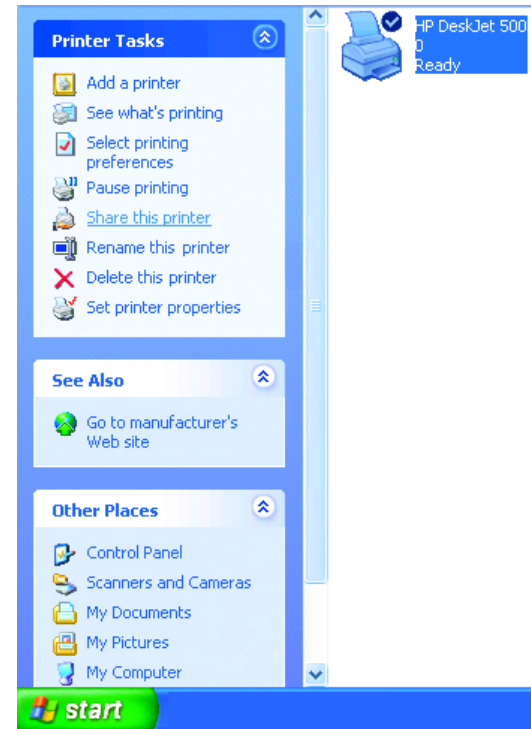 Printer Tasks
Add a printer
See what's printing
Select printing
preferences
Pause printing
Share this printer
Rename this printer
Delete this printer
Set printer properties
See Also
Go to manufacturer's
Web site
Other Places
Control Panel
Scanners and Cameras
My Documents
My Pictures
My Computer
HP DeskJet 500
0
Ready
start